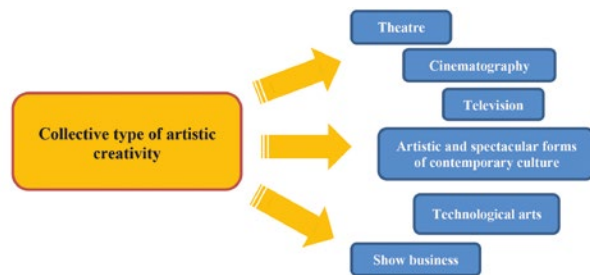 Theatre
Cinematography
Television
Collective type of artistic
creativity
Artistic and spectacular forms
of contemporary culture
Technological arts
Show business